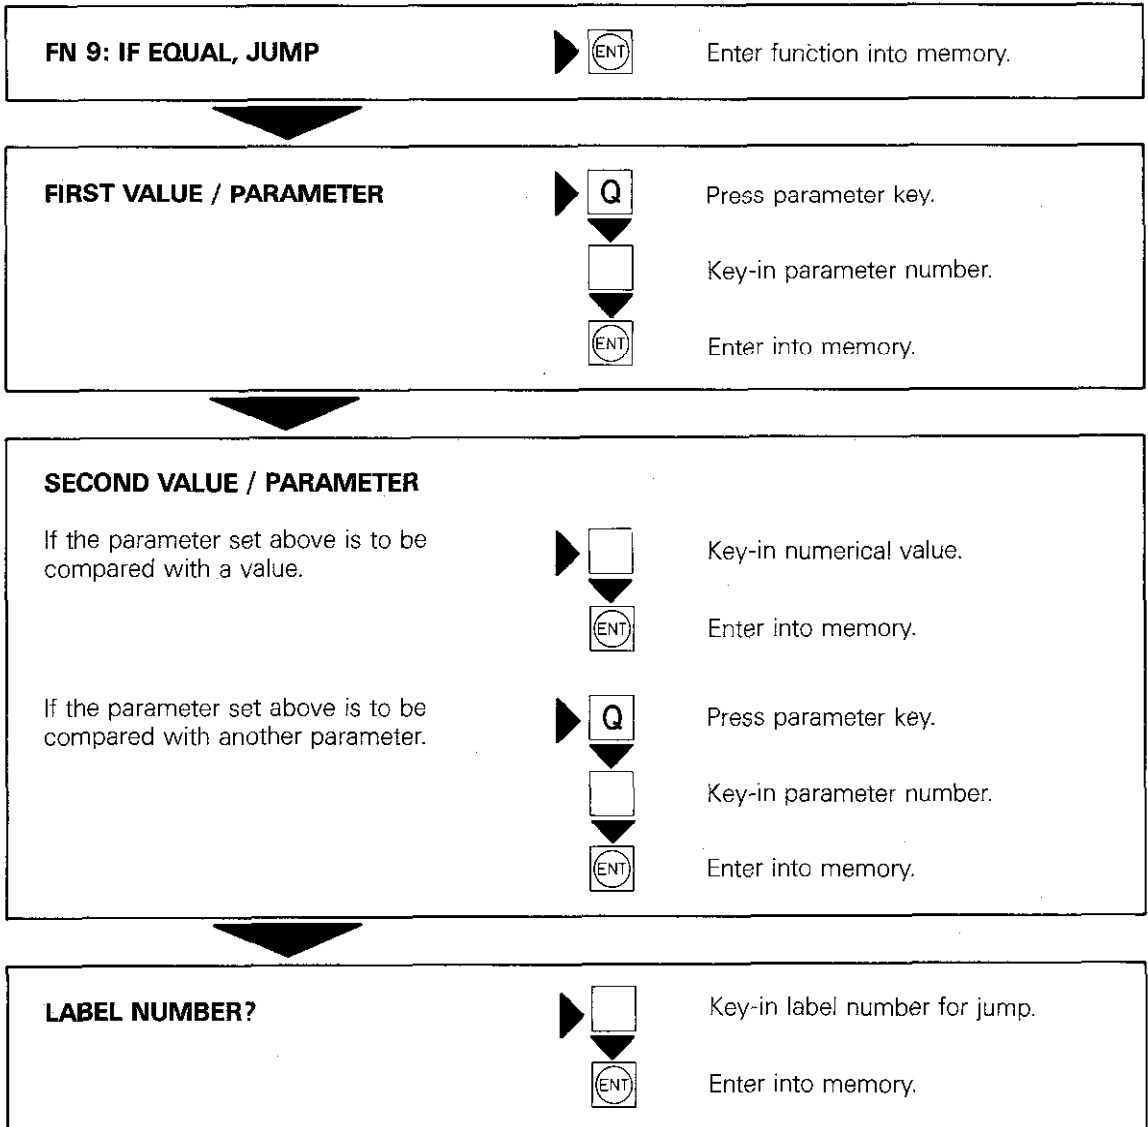 FN 9: IF EQUAL, JUMP
ENT
Enter function into memory.
FIRST VALUE / PARAMETER
Q
Press parameter key.
Key-in parameter number.
ENT
Enter into memory.
SECOND VALUE / PARAMETER
If the parameter set above is to be
compared with a value.
Key-in numerical value.
ENT
Enter into memory.
If the parameter set above is to be
compared with another parameter.
Q
Press parameter key.
Key-in parameter number.
ENT
Enter into memory.
LABEL NUMBER?
Key-in label number for jump.
ENT
Enter into memory.